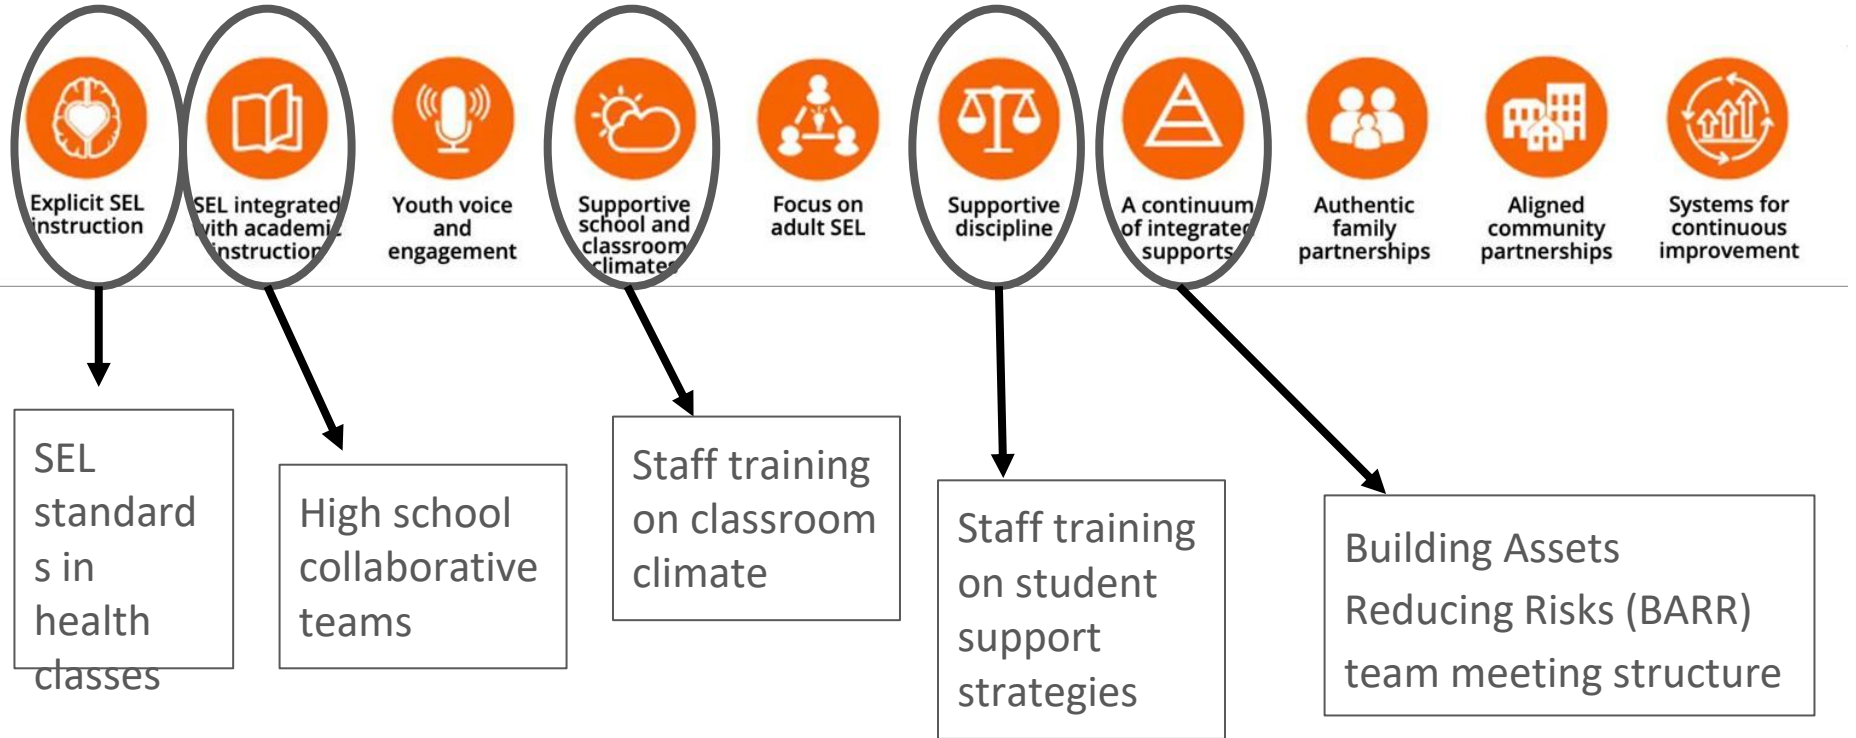 Explicit SEL
instruction
SEL integrated
with academic
instruction
Youth voice
and
engagement
Supportive
school and
classroom
climates
Focus on
adult SEL
Supportive
discipline
A continuum
of integrated
supports
Authentic
family
partnerships
Aligned
community
partnerships
Systems for
continuous
improvement
SEL
standard
s in
health
classes
High school
collaborative
teams
Staff training
on classroom
climate
Staff training
on student
support
strategies
Building Assets
Reducing Risks (BARR)
team meeting structure